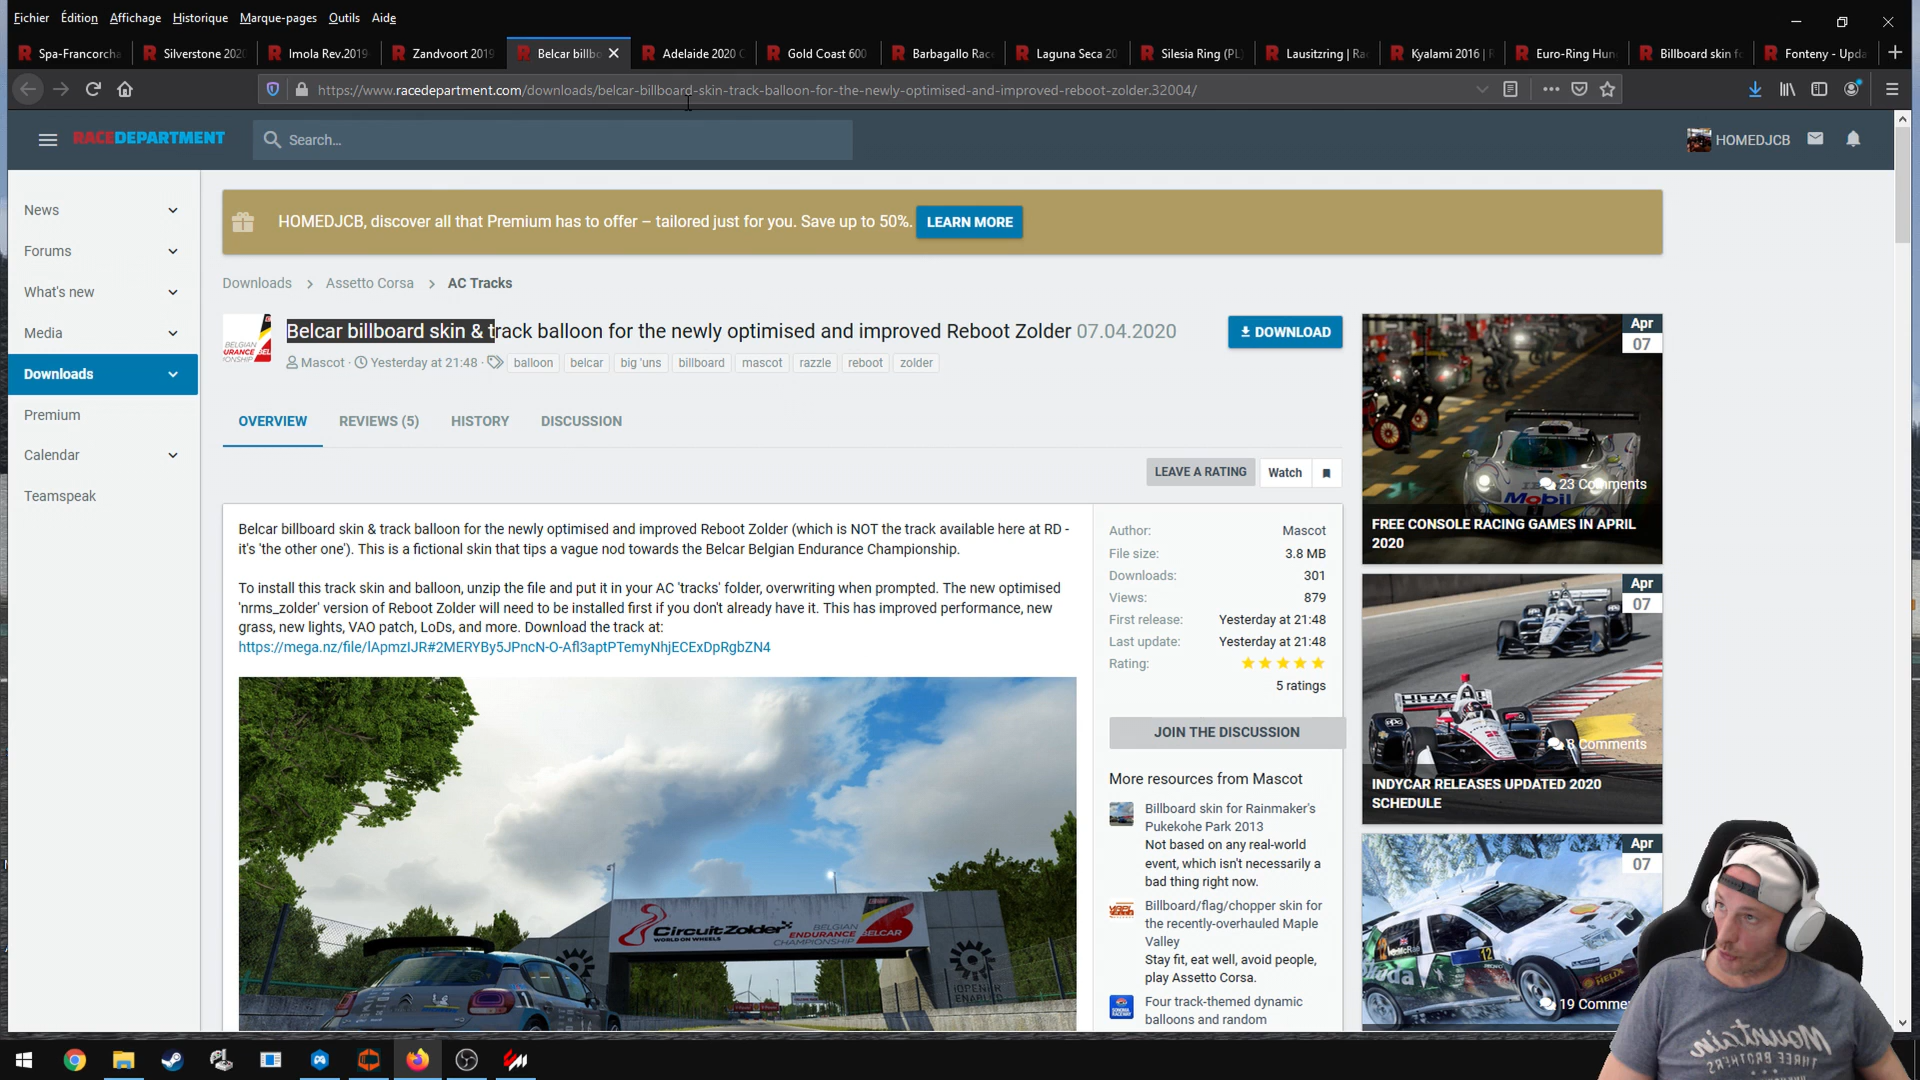 Fichier Édition Affichage Historique Marque-pages Outils Aide
Spa-Francorcha Silverstone 2020 Imola Rev.2019 Zandvoort 2019 Belcar billbo Adelaide 2020 C Gold Coast 600 Barbagallo Race Laguna Seca 20 Silesia Ring (PL) Lausitzring | Ra Kyalami 2016 | R Euro-Ring Hun Billboard skin fo Fonteny - Upda
https://www.racedepartment.com/downloads/belcar-billboard-skin-track-balloon-for-the-newly-optimised-and-improved-reboot-zolder.32004/
RACEDEPARTMENT
Search...
HOMEDJCB
News
Forums
What's new
Media
Downloads
Premium
Calendar
Teamspeak
HOMEDJCB, discover all that Premium has to offer – tailored just for you. Save up to 50%. LEARN MORE
Downloads > Assetto Corsa > AC Tracks
Belcar billboard skin & track balloon for the newly optimised and improved Reboot Zolder 07.04.2020
DOWNLOAD
Mascot · Yesterday at 21:48 · balloon belcar big 'uns billboard mascot razzle reboot zolder
OVERVIEW REVIEWS (5) HISTORY DISCUSSION
LEAVE A RATING Watch
Belcar billboard skin & track balloon for the newly optimised and improved Reboot Zolder (which is NOT the track available here at RD -
it's 'the other one'). This is a fictional skin that tips a vague nod towards the Belcar Belgian Endurance Championship.
To install this track skin and balloon, unzip the file and put it in your AC 'tracks' folder, overwriting when prompted. The new optimised
'nrms_zolder' version of Reboot Zolder will need to be installed first if you don't already have it. This has improved performance, new
grass, new lights, VAO patch, LoDs, and more. Download the track at:
https://mega.nz/file/lApmzIJR#2MERYBy5JPncN-O-Afl3aptPTemyNhjECExDpRgbZN4
CircuitZolder
WORLD ON WHEELS
BELGIAN
ENDURANCE BELCAR
CHAMPIONSHIP
Author: Mascot
File size: 3.8 MB
Downloads: 301
Views: 879
First release: Yesterday at 21:48
Last update: Yesterday at 21:48
Rating:
5 ratings
JOIN THE DISCUSSION
More resources from Mascot
Billboard skin for Rainmaker's
Pukekohe Park 2013
Not based on any real-world
event, which isn't necessarily a
bad thing right now.
Billboard/flag/chopper skin for
the recently-overhauled Maple
Valley
Stay fit, eat well, avoid people,
play Assetto Corsa.
Four track-themed dynamic
balloons and random
Apr
07
Mobil
23 Comments
FREE CONSOLE RACING GAMES IN APRIL
2020
Apr
07
HITACHI
8 Comments
INDYCAR RELEASES UPDATED 2020
SCHEDULE
Apr
07
12
19 Comme